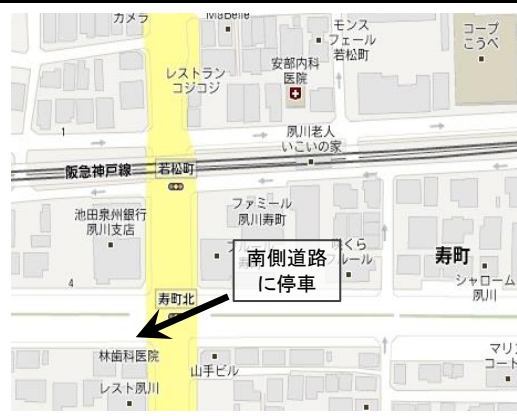 カメラ
MaBelle
モンス
フェール
若松町
コープ
こうべ
レストラン
コジコジ
安部内科
医院
1
夙川老人
いこいの家
阪急神戸線
若松町
池田泉州銀行
夙川支店
ファミール
夙川寿町
南側道路
に停車
寿町
シャローム
夙川
4
寿町北
林歯科医院
山手ビル
レスト夙川